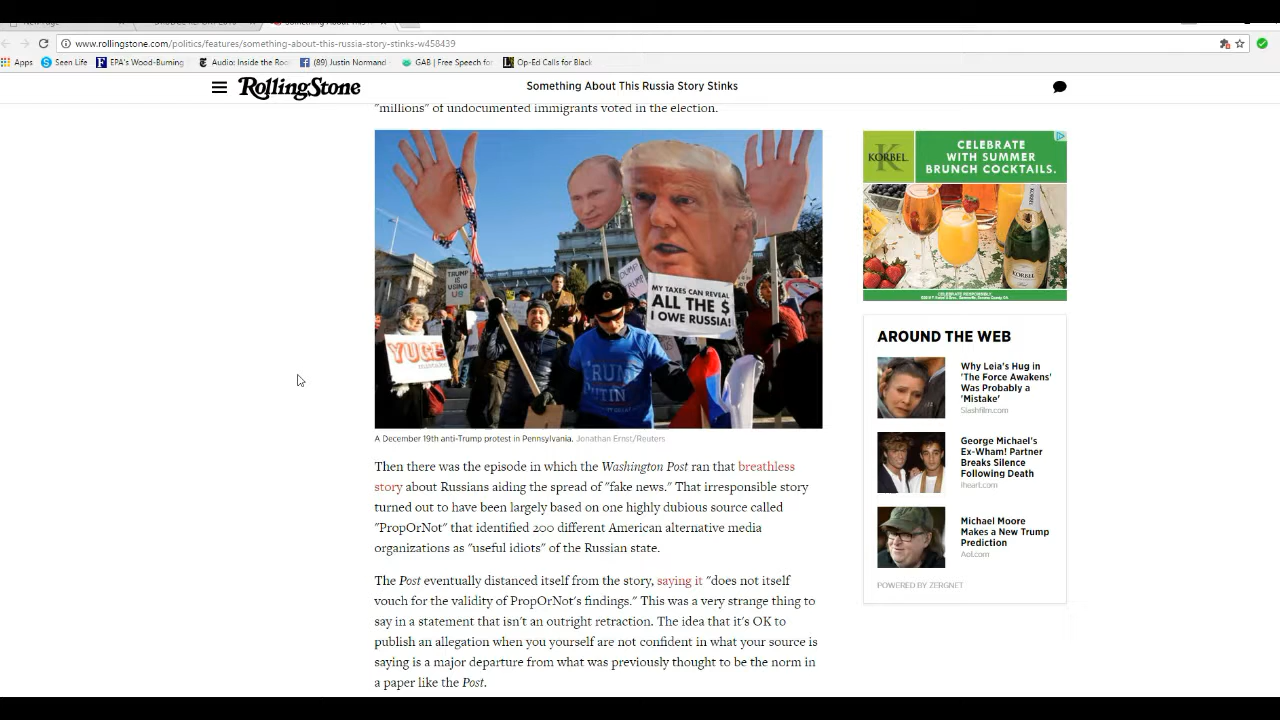 www.rollingstone.com/politics/features/something-about-this-russia-story-stinks-w458439
Apps Seen Life EPA's Wood-Burning Audio: Inside the Roo (89) Justin Normand GAB | Free Speech fo Op-Ed Calls for Black
RollingStone
Something About This Russia Story Stinks
"millions" of undocumented immigrants voted in the election.
TRUMP
IS
USING
US
YUGE
MY TAXES CAN REVEAL
ALL THE $
I OWE RUSSIA!
TRUMP
PUTIN
A December 19th anti-Trump protest in Pennsylvania. Jonathan Ernst/Reuters
Then there was the episode in which the Washington Post ran that breathless
story about Russians aiding the spread of "fake news." That irresponsible story
turned out to have been largely based on one highly dubious source called
"PropOrNot" that identified 200 different American alternative media
organizations as "useful idiots" of the Russian state.
The Post eventually distanced itself from the story, saying it "does not itself
vouch for the validity of PropOrNot's findings." This was a very strange thing to
say in a statement that isn't an outright retraction. The idea that it's OK to
publish an allegation when you yourself are not confident in what your source is
saying is a major departure from what was previously thought to be the norm in
a paper like the Post.
KORBEL
CELEBRATE
WITH SUMMER
BRUNCH COCKTAILS.
KORBEL
CELEBRATE RESPONSIBLY
AROUND THE WEB
Why Leia's Hug in
'The Force Awakens'
Was Probably a
'Mistake'
Slashfilm.com
George Michael's
Ex-Wham! Partner
Breaks Silence
Following Death
Iheart.com
Michael Moore
Makes a New Trump
Prediction
Aol.com
POWERED BY ZERGNET